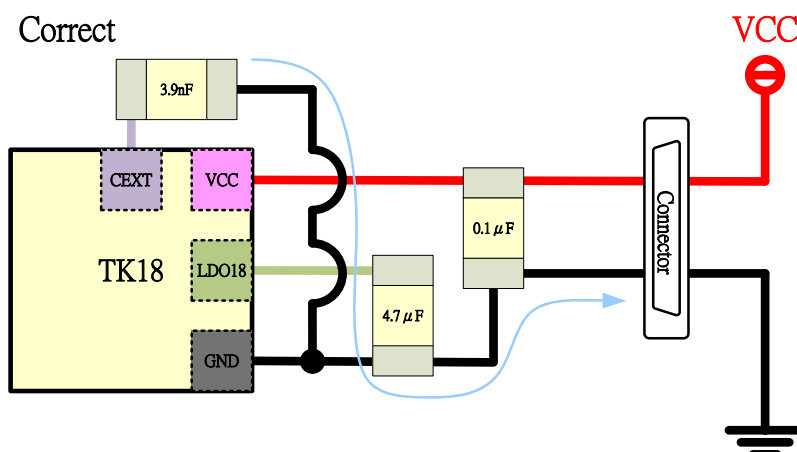 Correct
VCC
3.9nF
CEXT
VCC
0.1μF
Connector
TK18
LDO18
4.7μF
GND